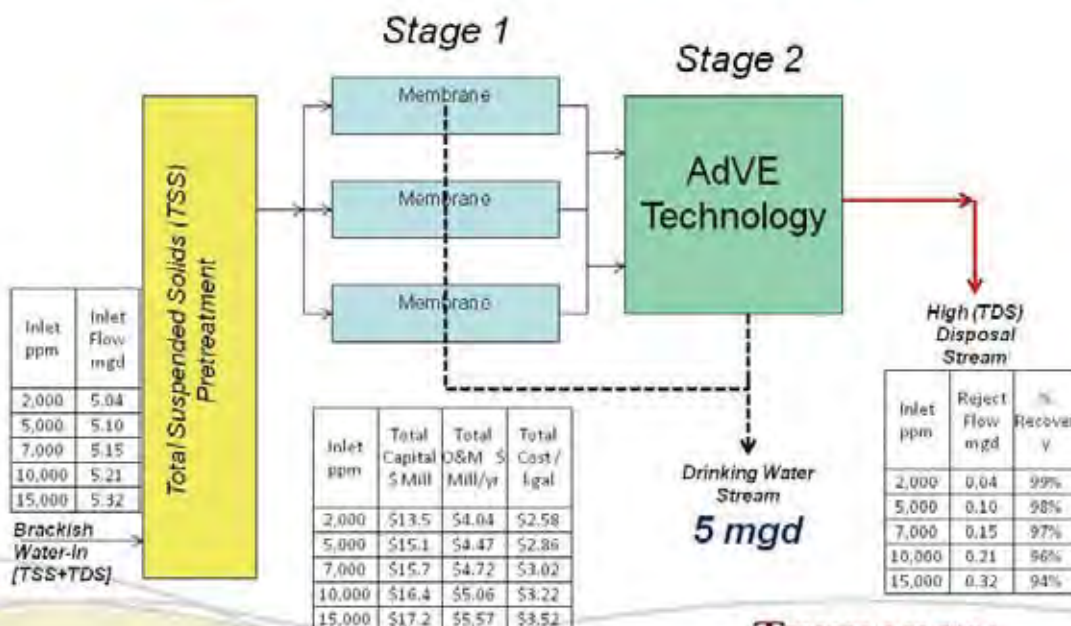 Stage 1
Stage 2
Total Suspended Solids (TSS)
Pretreatment
Membrane
Membrane
Membrane
AdVE
Technology
Inlet ppm | Inlet Flow mgd
2,000 | 5.04
5,000 | 5.10
7,000 | 5.15
10,000 | 5.21
15,000 | 5.32
Brackish
Water-In
[TSS+TDS]
Inlet ppm | Total Capital $ Mill | Total O&M $ Mill/yr | Total Cost / kgal
2,000 | $13.5 | $4.04 | $2.58
5,000 | $15.1 | $4.47 | $2.86
7,000 | $15.7 | $4.72 | $3.02
10,000 | $16.4 | $5.06 | $3.22
15,000 | $17.2 | $5.57 | $3.52
Drinking Water
Stream
5 mgd
High (TDS)
Disposal
Stream
Inlet ppm | Reject Flow mgd | % Recovery
2,000 | 0.04 | 99%
5,000 | 0.10 | 98%
7,000 | 0.15 | 97%
10,000 | 0.21 | 96%
15,000 | 0.32 | 94%